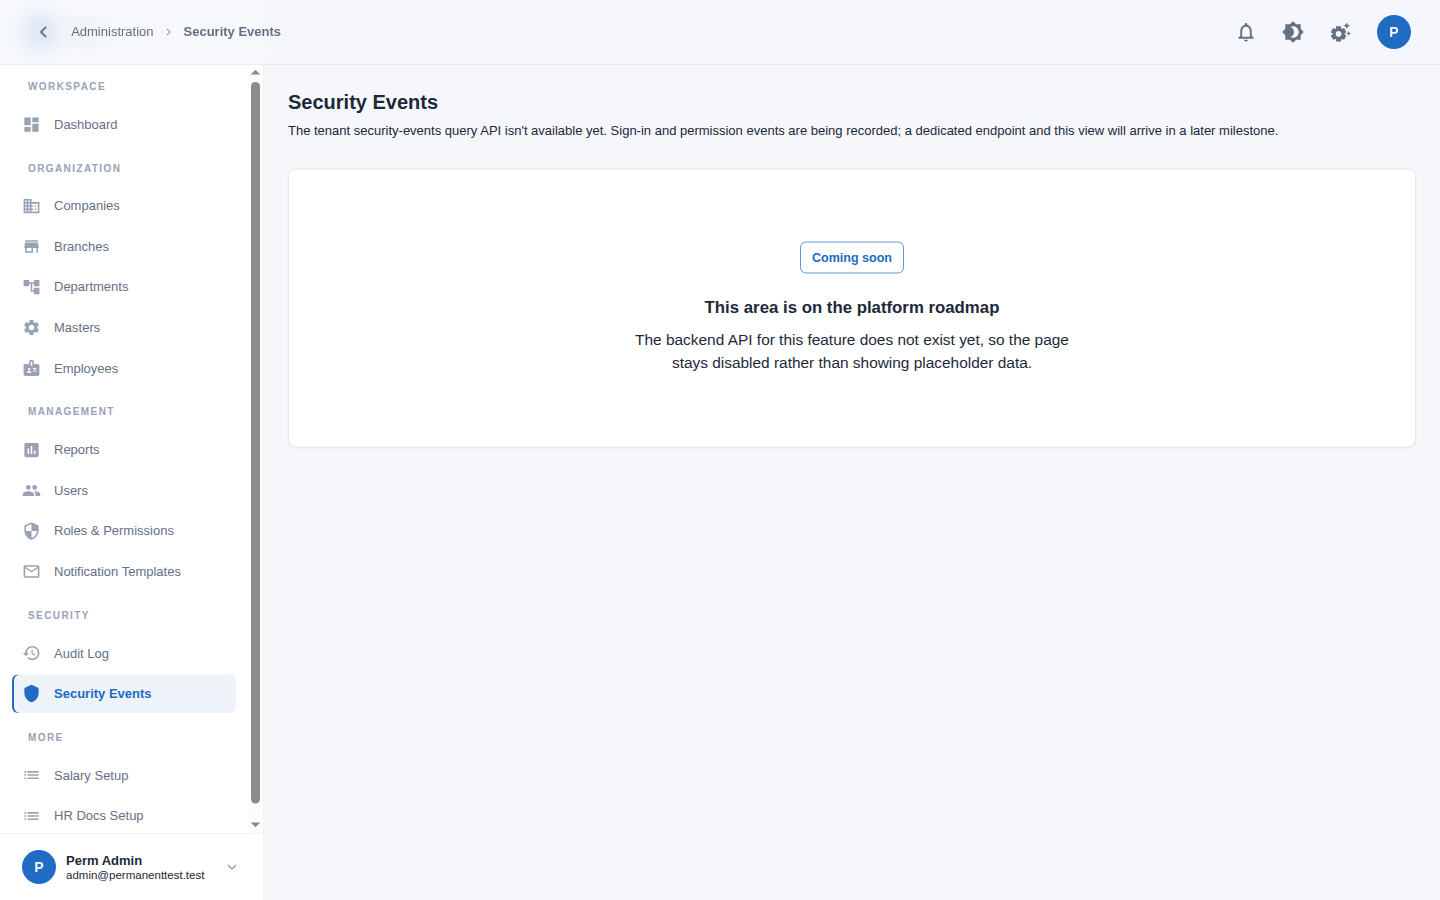 Administration
Security Events
P
WORKSPACE
Dashboard
ORGANIZATION
Companies
Branches
Departments
Masters
Employees
MANAGEMENT
Reports
Users
Roles & Permissions
Notification Templates
SECURITY
Audit Log
Security Events
MORE
Salary Setup
HR Docs Setup
P
Perm Admin
admin@permanenttest.test
Security Events
The tenant security-events query API isn't available yet. Sign-in and permission events are being recorded; a dedicated endpoint and this view will arrive in a later milestone.
Coming soon
This area is on the platform roadmap
The backend API for this feature does not exist yet, so the page
stays disabled rather than showing placeholder data.